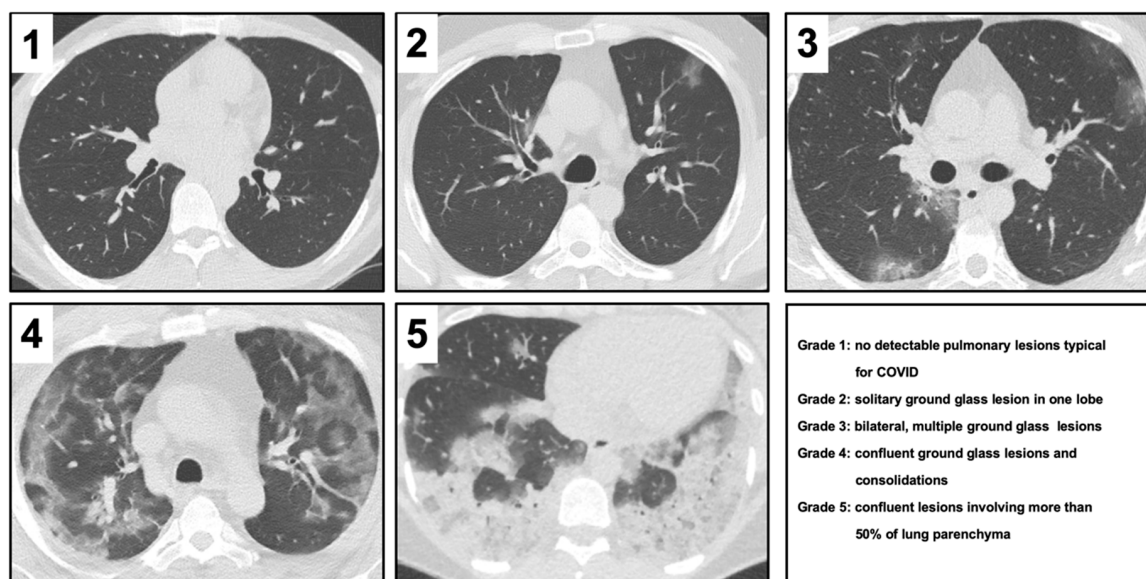 1
2
3
4
5
Grade 1: no detectable pulmonary lesions typical
for COVID
Grade 2: solitary ground glass lesion in one lobe
Grade 3: bilateral, multiple ground glass lesions
Grade 4: confluent ground glass lesions and
consolidations
Grade 5: confluent lesions involving more than
50% of lung parenchyma